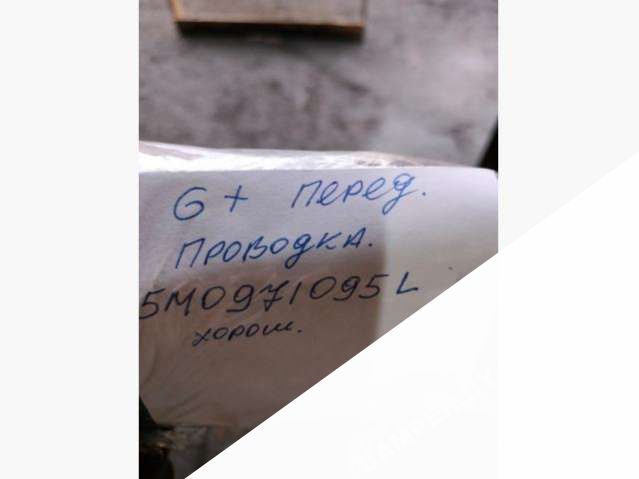 G+ перед.
проводка.
5M0971095L
хорош.